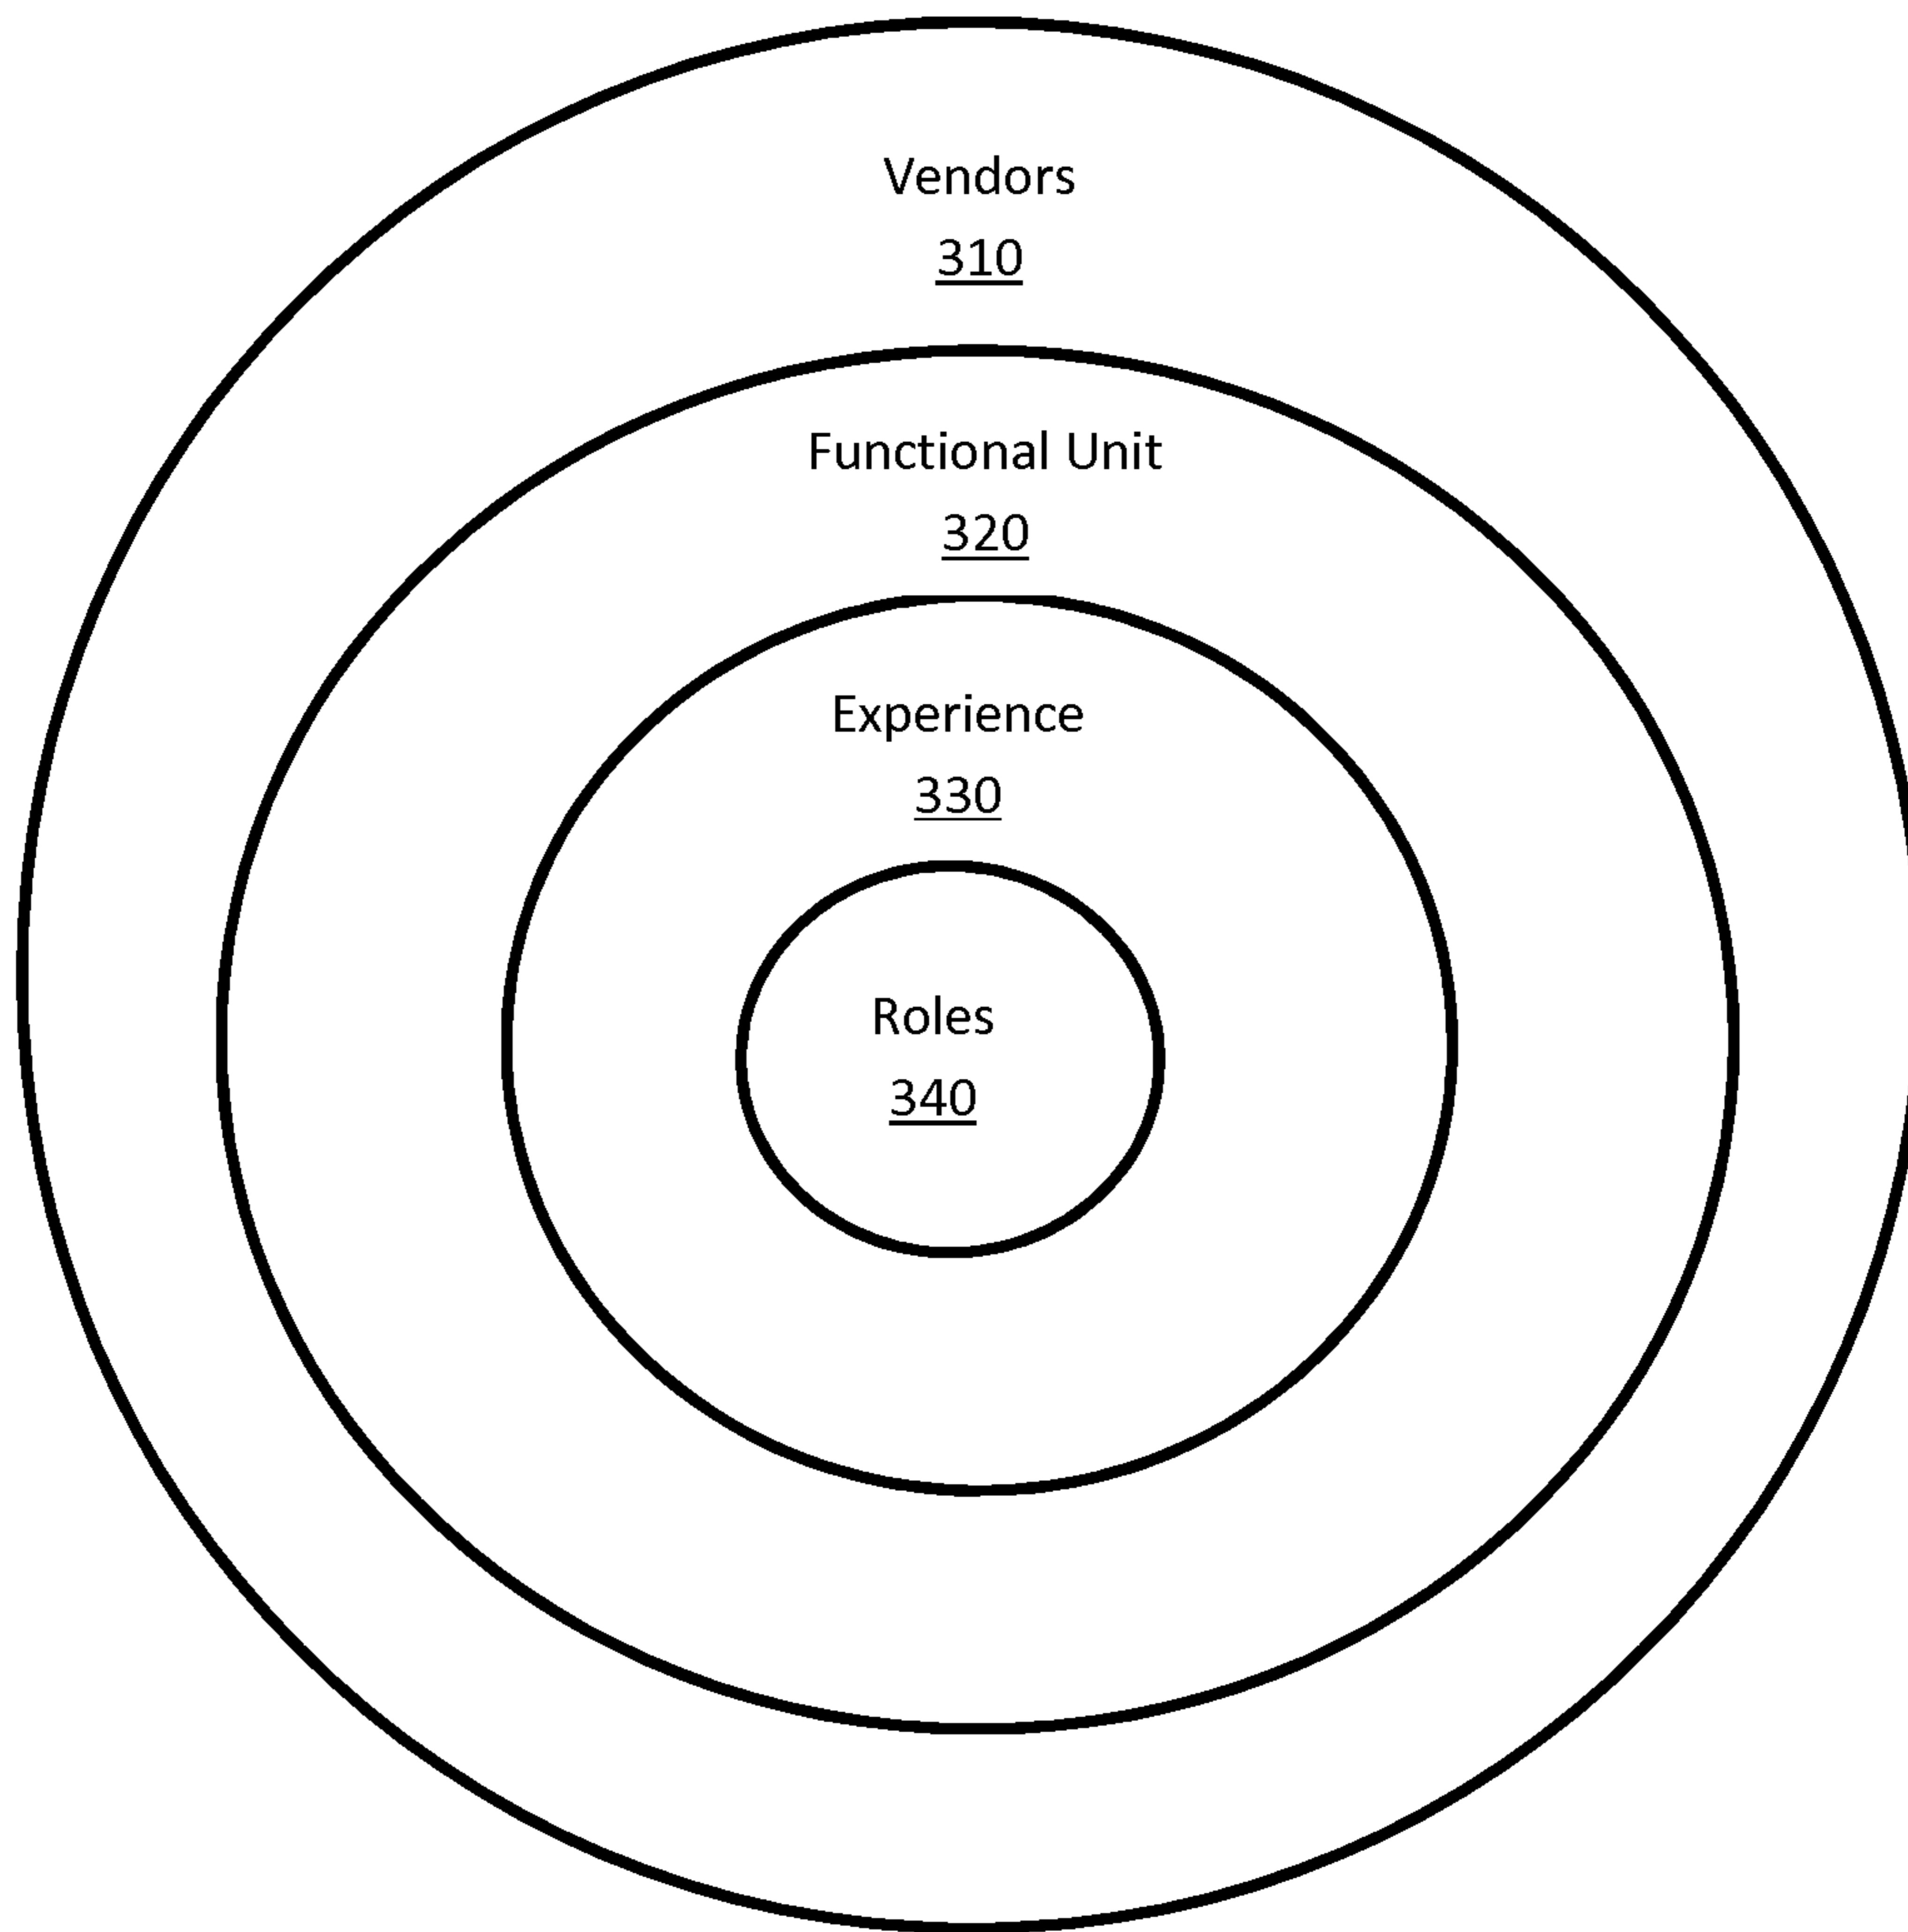 Vendors
310
Functional Unit
320
Experience
330
Roles
340